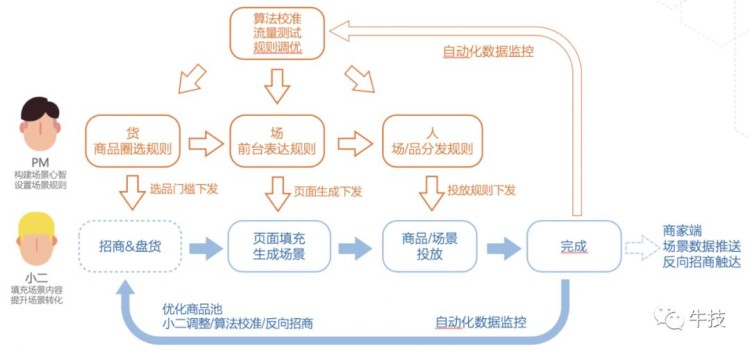 算法校准
流量测试
规则调优
自动化数据监控
货
商品圈选规则
场
前台表达规则
人
场/品分发规则
PM
构建场景心智
设置场景规则
选品门槛下发
页面生成下发
投放规则下发
招商&盘货
页面填充
生成场景
商品/场景
投放
完成
商家端
场景数据推送
反向招商触达
小二
填充场景内容
提升场景转化
优化商品池
小二调整/算法校准/反向招商
自动化数据监控
牛技